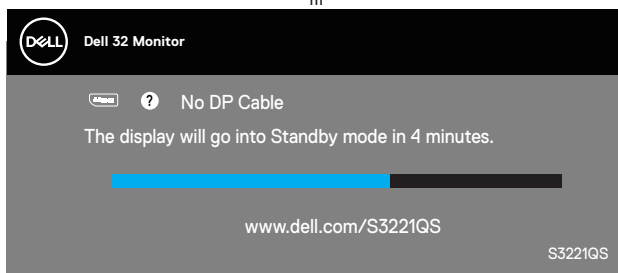 DELL
Dell 32 Monitor
? No DP Cable
The display will go into Standby mode in 4 minutes.
www.dell.com/S3221QS
S3221QS